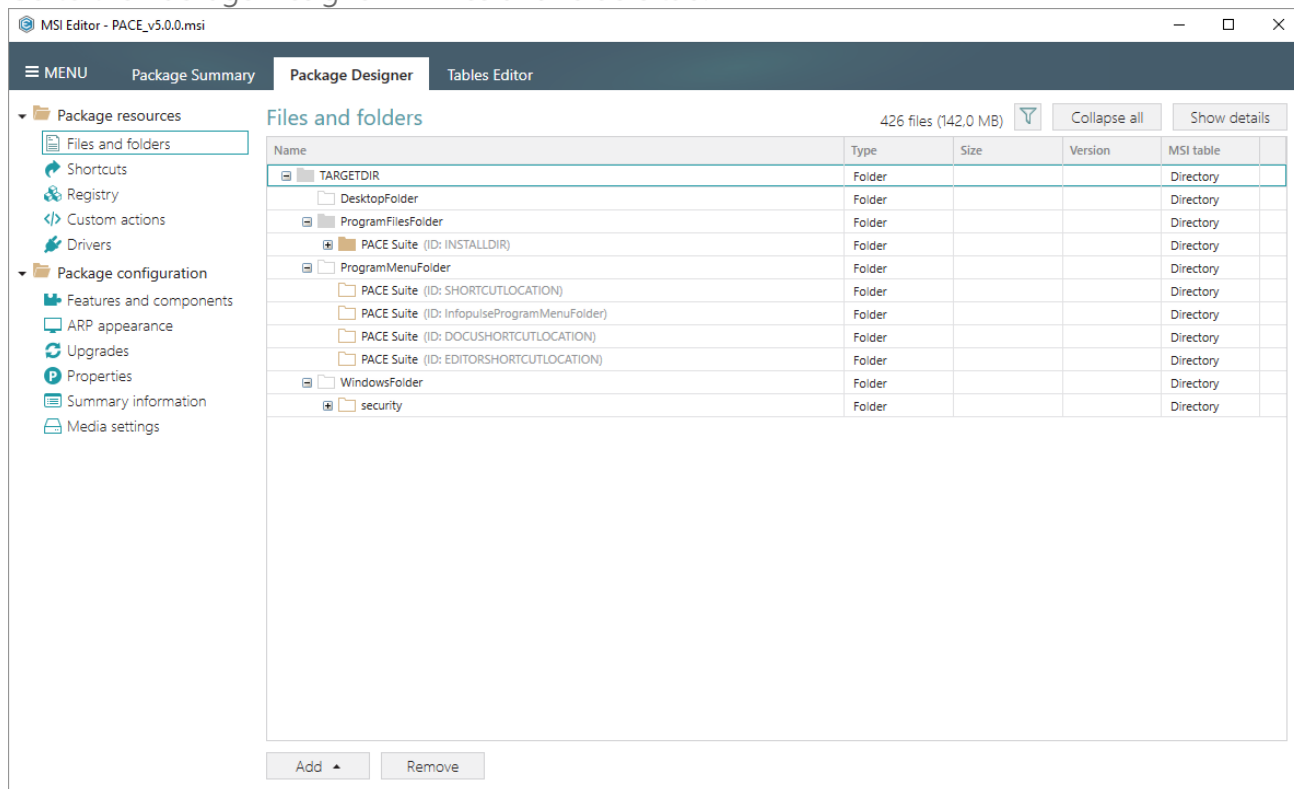 MSI Editor - PACE_v5.0.0.msi
MENU Package Summary Package Designer Tables Editor
Package resources
Files and folders
Shortcuts
Registry
Custom actions
Drivers
Package configuration
Features and components
ARP appearance
Upgrades
Properties
Summary information
Media settings
Files and folders 426 files (142,0 MB) Collapse all Show details
Name Type Size Version MSI table
TARGETDIR Folder Directory
DesktopFolder Folder Directory
ProgramFilesFolder Folder Directory
PACE Suite (ID: INSTALLDIR) Folder Directory
ProgramMenuFolder Folder Directory
PACE Suite (ID: SHORTCUTLOCATION) Folder Directory
PACE Suite (ID: InfopulseProgramMenuFolder) Folder Directory
PACE Suite (ID: DOCUSHORTCUTLOCATION) Folder Directory
PACE Suite (ID: EDITORSHORTCUTLOCATION) Folder Directory
WindowsFolder Folder Directory
security Folder Directory
Add Remove